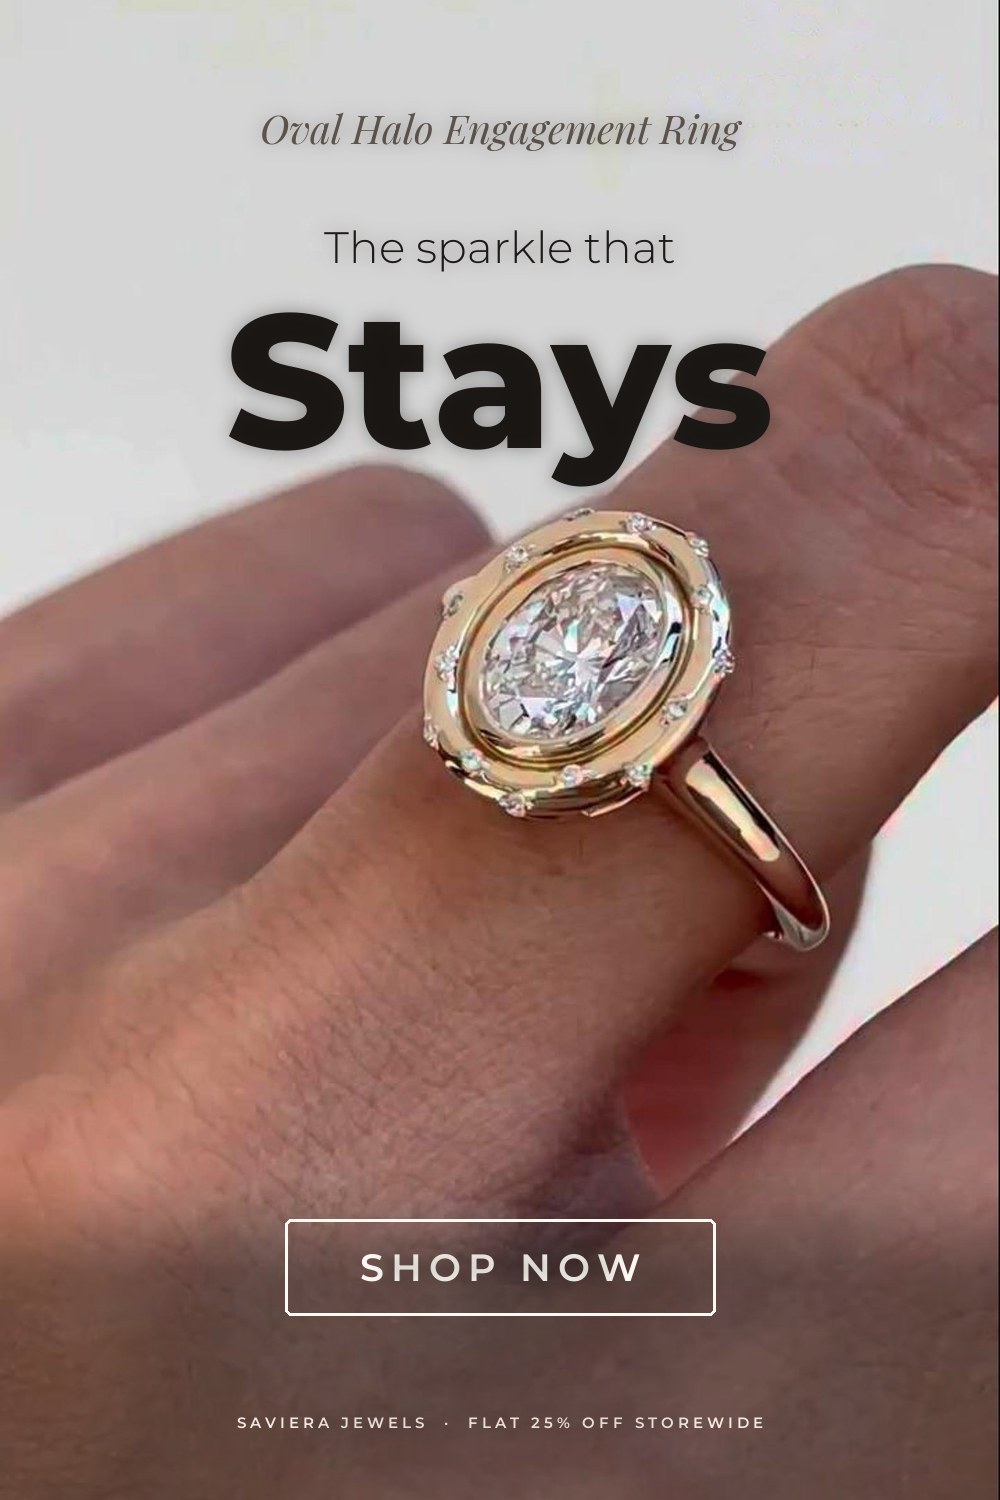 Oval Halo Engagement Ring
The sparkle that
Stays
SHOP NOW
SAVIERA JEWELS · FLAT 25% OFF STOREWIDE